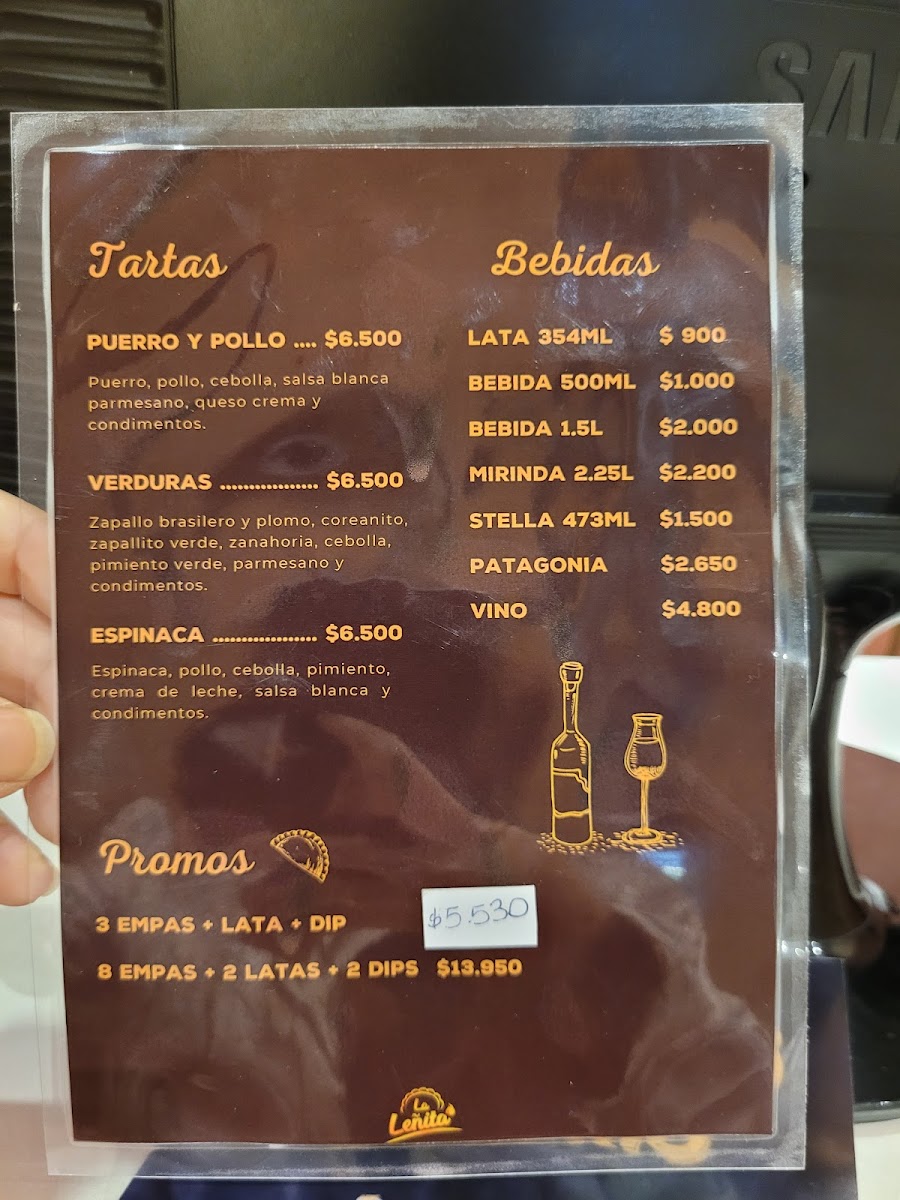 SA
Tartas
PUERRO Y POLLO .... $6.500
Puerro, pollo, cebolla, salsa blanca
parmesano, queso crema y
condimentos.
VERDURAS ................. $6.500
Zapallo brasilero y plomo, coreanito,
zapallito verde, zanahoria, cebolla,
pimiento verde, parmesano y
condimentos.
ESPINACA ................... $6.500
Espinaca, pollo, cebolla, pimiento,
crema de leche, salsa blanca y
condimentos.
Bebidas
LATA 354ML $ 900
BEBIDA 500ML $1.000
BEBIDA 1.5L $2.000
MIRINDA 2.25L $2.200
STELLA 473ML $1.500
PATAGONIA $2.650
VINO $4.800
Promos
3 EMPAS + LATA + DIP $5.530
8 EMPAS + 2 LATAS + 2 DIPS $13.950
La
Leñita